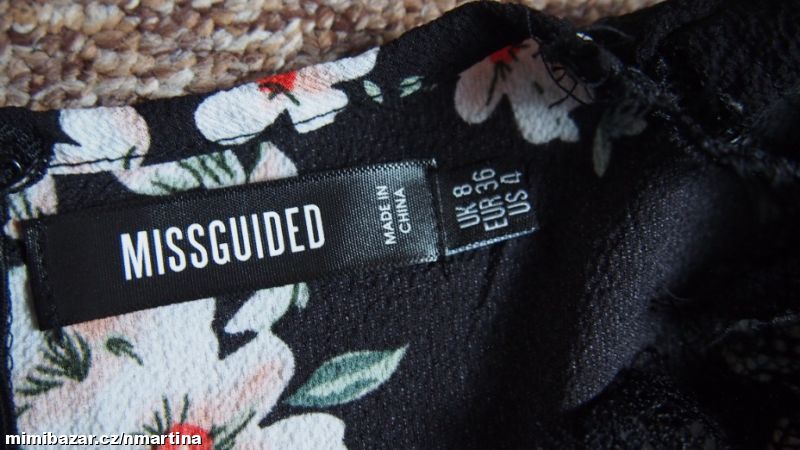 MISSGUIDED
MADE IN
CHINA
UK 8
EUR 36
US 4
mimibazar.cz/nmartina